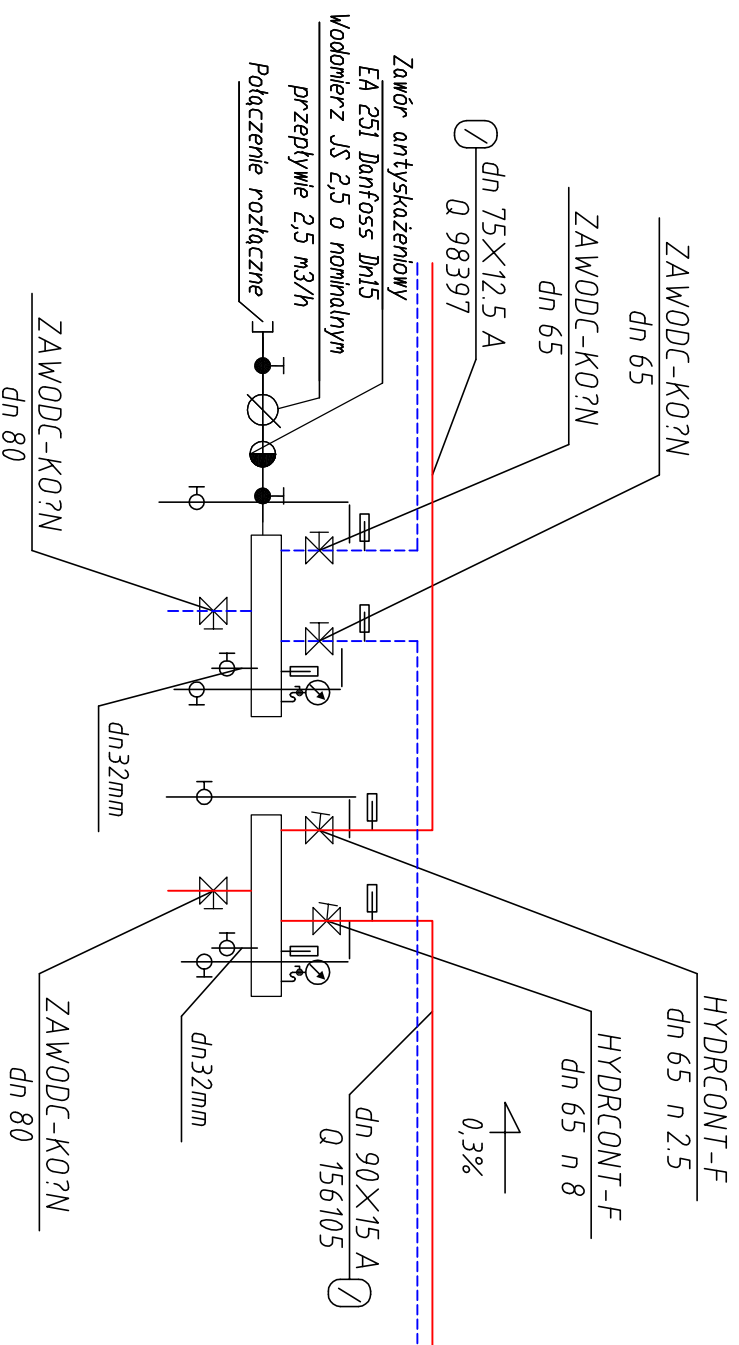 Zawór antyskażeniowy
EA 251 Danfoss Dn15
Wodomierz JS 2,5 o nominalnym
przepływie 2,5 m3/h
Połączenie rozłączne
dn 75X12.5 A
Q 98397
ZAWODC-KO?N
dn 65
ZAWODC-KO?N
dn 65
ZAWODC-KO?N
dn 80
dn32mm
HYDRCONT-F
dn 65 n 2.5
HYDRCONT-F
dn 65 n 8
0,3%
dn 90X15 A
Q 156105
dn32mm
ZAWODC-KO?N
dn 80